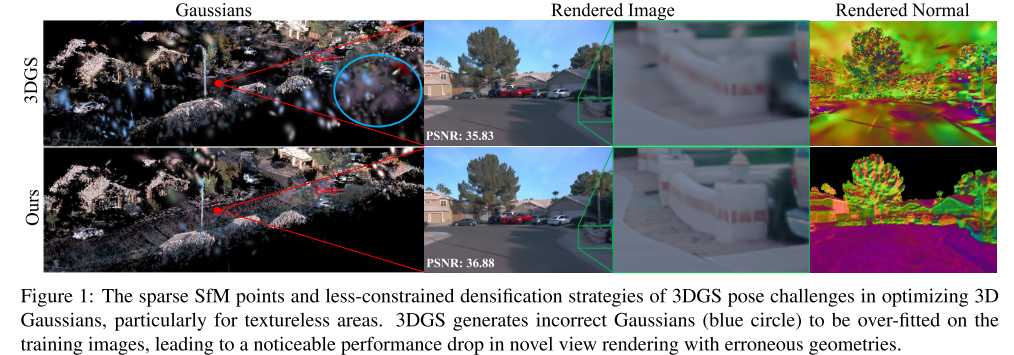 Gaussians Rendered Image Rendered Normal
3DGS
PSNR: 35.83
Ours
PSNR: 36.88
Figure 1: The sparse SfM points and less-constrained densification strategies of 3DGS pose challenges in optimizing 3D
Gaussians, particularly for textureless areas. 3DGS generates incorrect Gaussians (blue circle) to be over-fitted on the
training images, leading to a noticeable performance drop in novel view rendering with erroneous geometries.